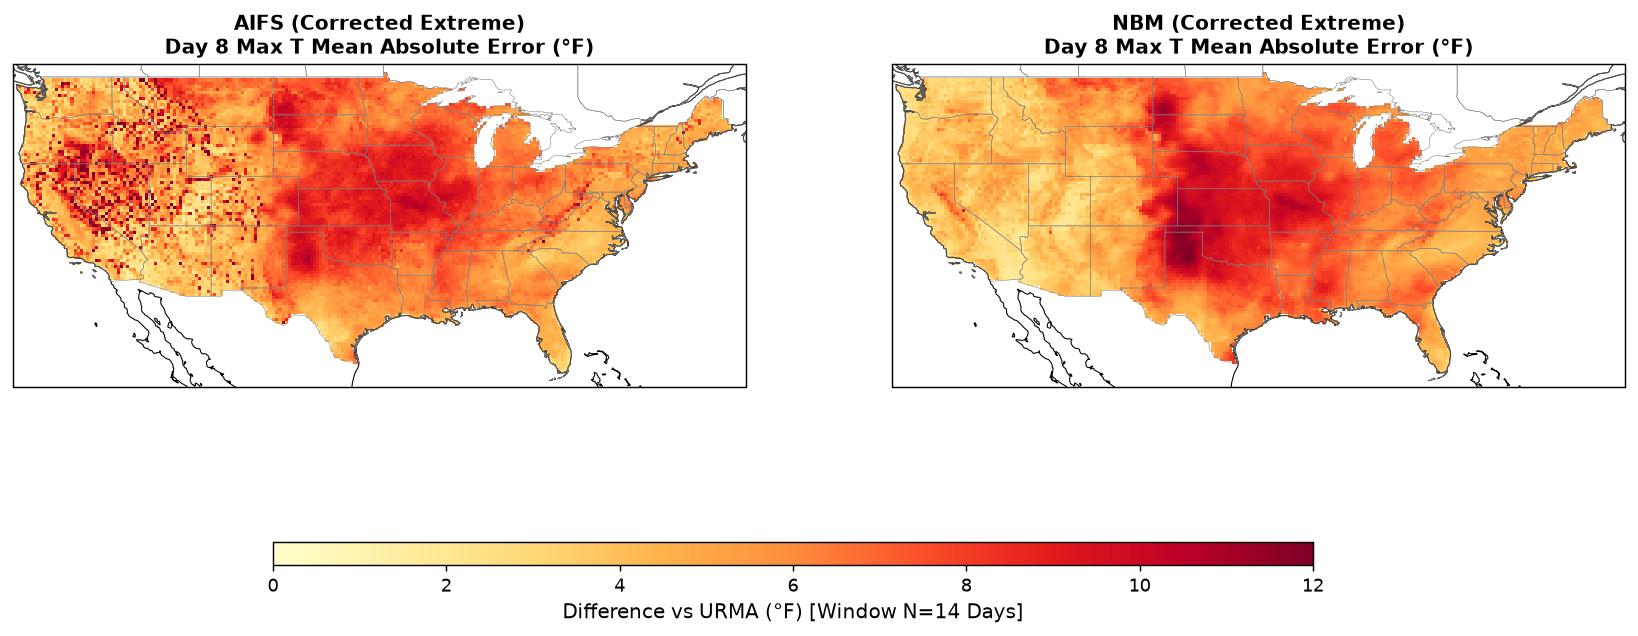 AIFS (Corrected Extreme)
Day 8 Max T Mean Absolute Error (°F)
NBM (Corrected Extreme)
Day 8 Max T Mean Absolute Error (°F)
0 2 4 6 8 10 12
Difference vs URMA (°F) [Window N=14 Days]